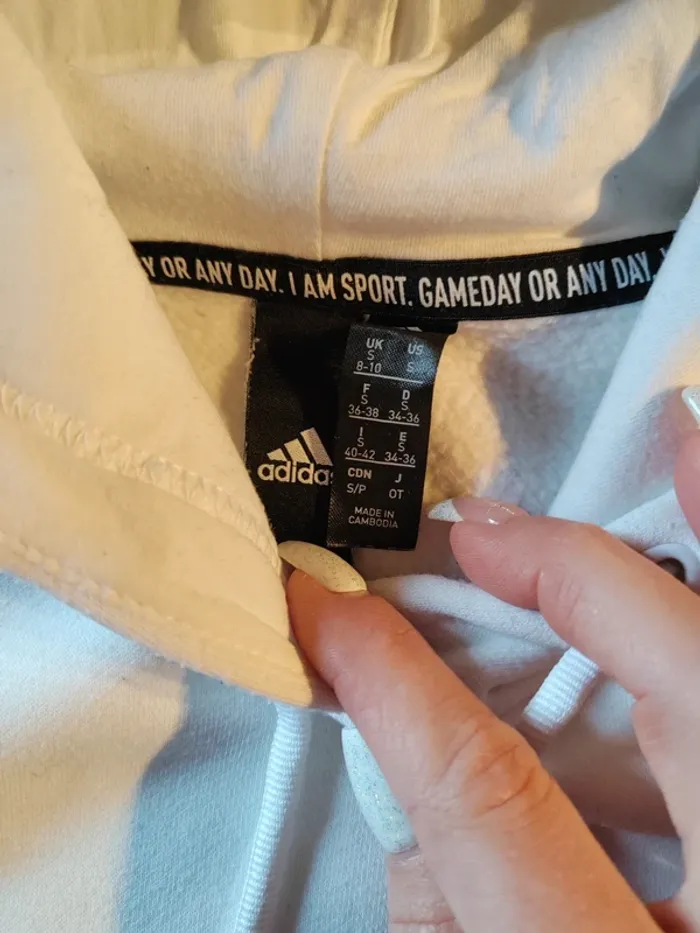 Y OR ANY DAY. I AM SPORT. GAMEDAY OR ANY DAY.
UK US
S S
8-10
F D
S S
36-38 34-36
I E
S S
40-42 34-36
CDN J
S/P OT
MADE IN
CAMBODIA
adidas